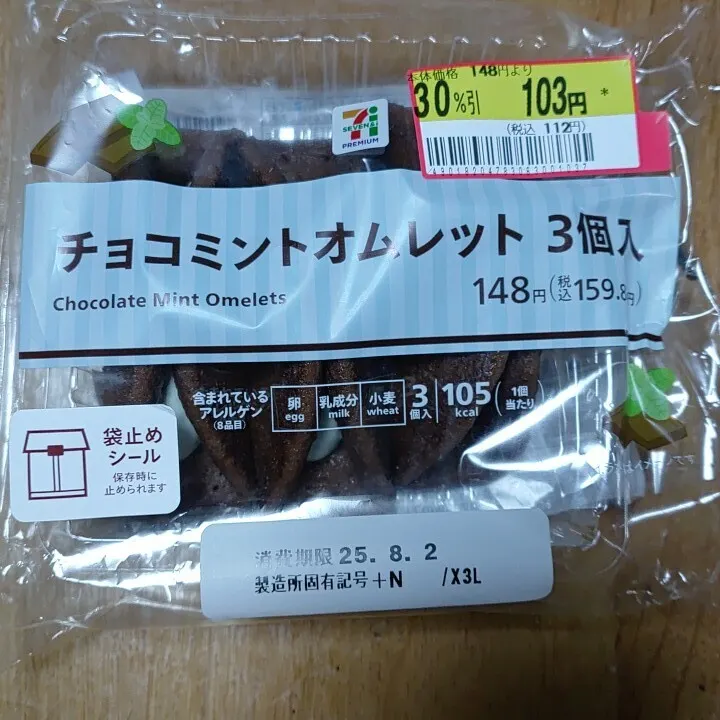 本体価格 148円より
30%引 103円 *
(税込 112円)
4901820478306300103?
7
SEVEN&i
PREMIUM
チョコミントオムレット 3個入
Chocolate Mint Omelets
148円(税込159.8円)
含まれている
アレルゲン
(8品目)
卵
egg
乳成分
milk
小麦
wheat
3個入
105
kcal
(1個当たり)
袋止め
シール
保存時に
止められます
消費期限 25. 8. 2
製造所固有記号+N /X3L